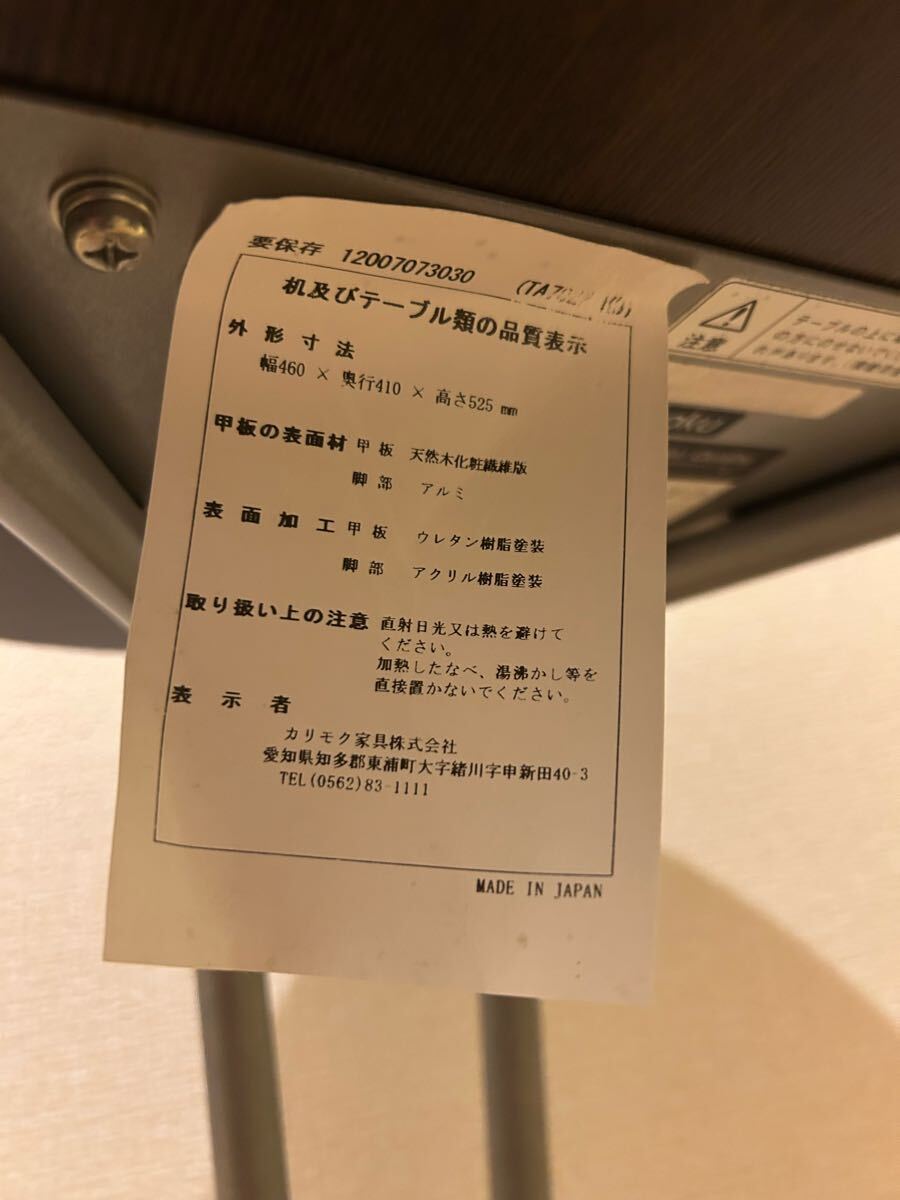 要保存 12007073030
机及びテーブル類の品質表示
外形寸法
幅460 × 奥行410 × 高さ525 mm
甲板の表面材 甲板 天然木化粧繊維版
脚部 アルミ
表面加工 甲板 ウレタン樹脂塗装
脚部 アクリル樹脂塗装
取り扱い上の注意 直射日光又は熱を避けて
ください。
加熱したなべ、湯沸かし等を
直接置かないでください。
表示者
カリモク家具株式会社
愛知県知多郡東浦町大字緒川字申新田40-3
TEL(0562)83-1111
MADE IN JAPAN
注意
テーブルの上に